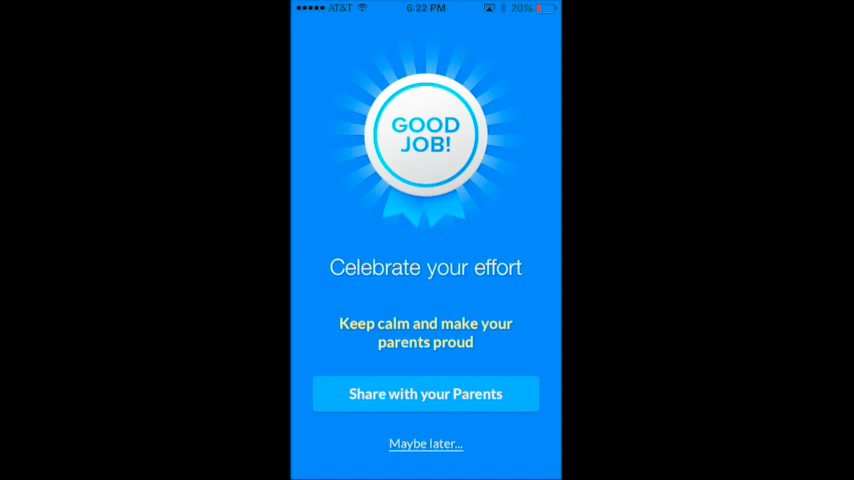 AT&T 6:22 PM 20%
GOOD
JOB!
Celebrate your effort
Keep calm and make your
parents proud
Share with your Parents
Maybe later...